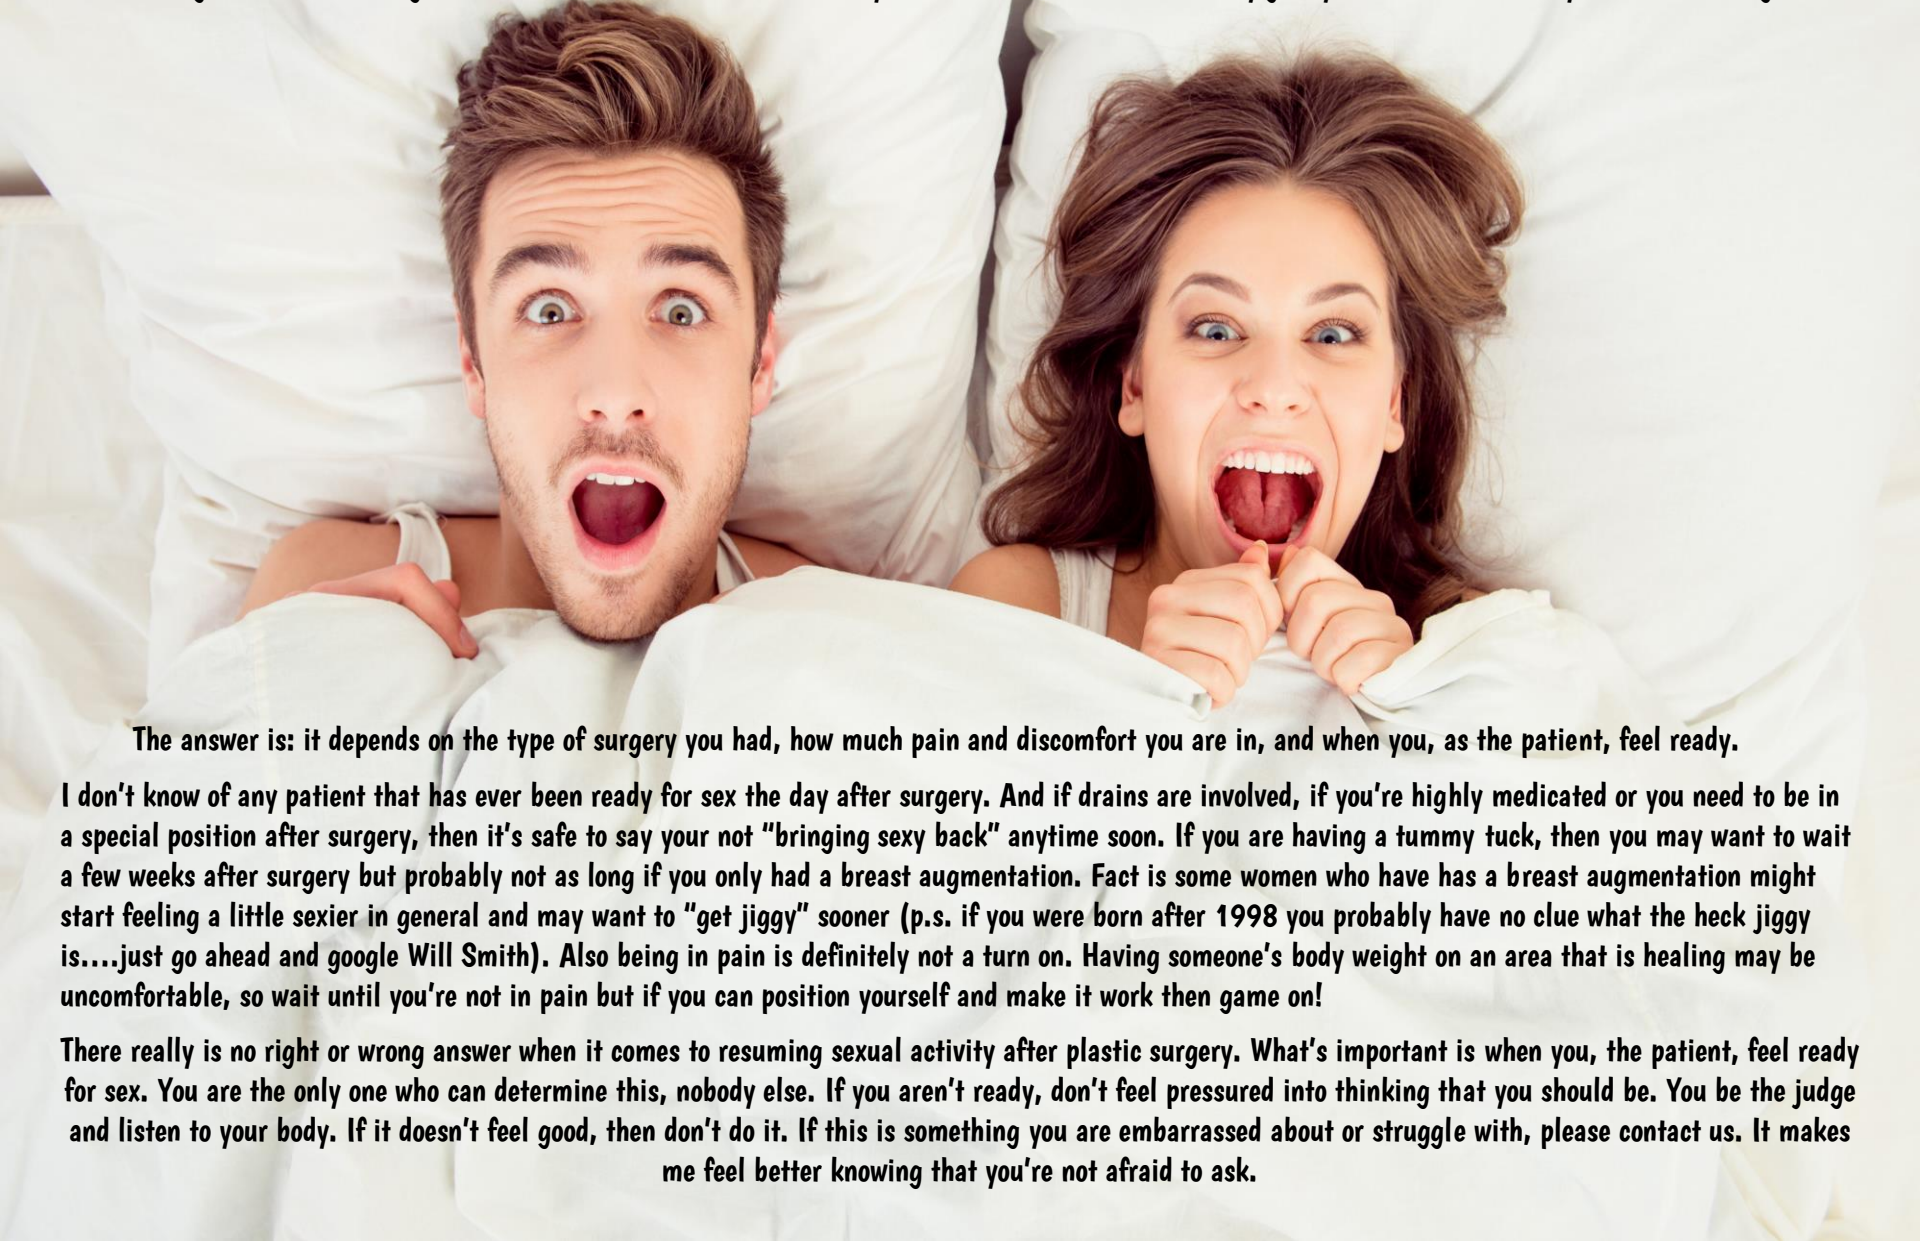 The answer is: it depends on the type of surgery you had, how much pain and discomfort you are in, and when you, as the patient, feel ready.
I don't know of any patient that has ever been ready for sex the day after surgery. And if drains are involved, if you're highly medicated or you need to be in
a special position after surgery, then it's safe to say your not "bringing sexy back" anytime soon. If you are having a tummy tuck, then you may want to wait
a few weeks after surgery but probably not as long if you only had a breast augmentation. Fact is some women who have has a breast augmentation might
start feeling a little sexier in general and may want to "get jiggy" sooner (p.s. if you were born after 1998 you probably have no clue what the heck jiggy
is....just go ahead and google Will Smith). Also being in pain is definitely not a turn on. Having someone's body weight on an area that is healing may be
uncomfortable, so wait until you're not in pain but if you can position yourself and make it work then game on!
There really is no right or wrong answer when it comes to resuming sexual activity after plastic surgery. What's important is when you, the patient, feel ready
for sex. You are the only one who can determine this, nobody else. If you aren't ready, don't feel pressured into thinking that you should be. You be the judge
and listen to your body. If it doesn't feel good, then don't do it. If this is something you are embarrassed about or struggle with, please contact us. It makes
me feel better knowing that you're not afraid to ask.